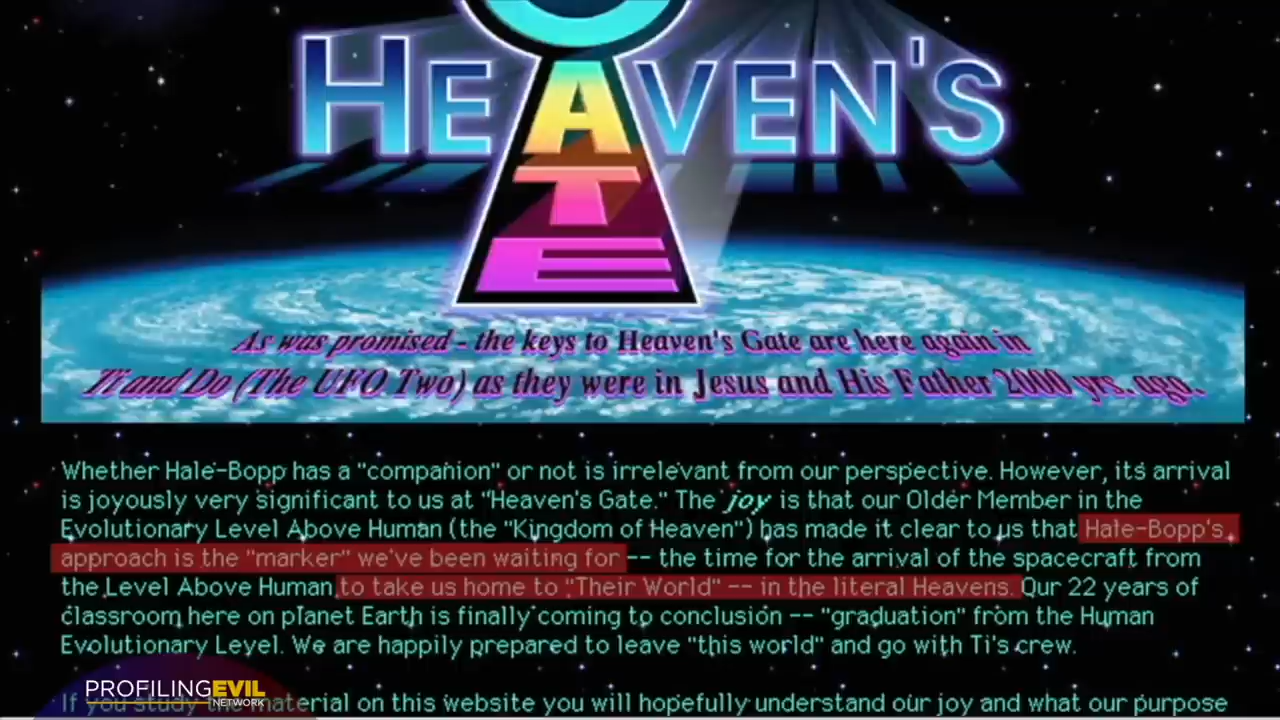 HEAVEN'S
GATE
As was promised - the keys to Heaven's Gate are here again in
Ti and Do (The UFO Two) as they were in Jesus and His Father 2000 yrs. ago.
Whether Hale-Bopp has a "companion" or not is irrelevant from our perspective. However, its arrival
is joyously very significant to us at "Heaven's Gate." The joy is that our Older Member in the
Evolutionary Level Above Human (the "Kingdom of Heaven") has made it clear to us that Hale-Bopp's
approach is the "marker" we've been waiting for -- the time for the arrival of the spacecraft from
the Level Above Human to take us home to "Their World" -- in the literal Heavens. Our 22 years of
classroom here on planet Earth is finally coming to conclusion -- "graduation" from the Human
Evolutionary Level. We are happily prepared to leave "this world" and go with Ti's crew.
If you study the material on this website you will hopefully understand our joy and what our purpose
PROFILINGEVIL
NETWORK